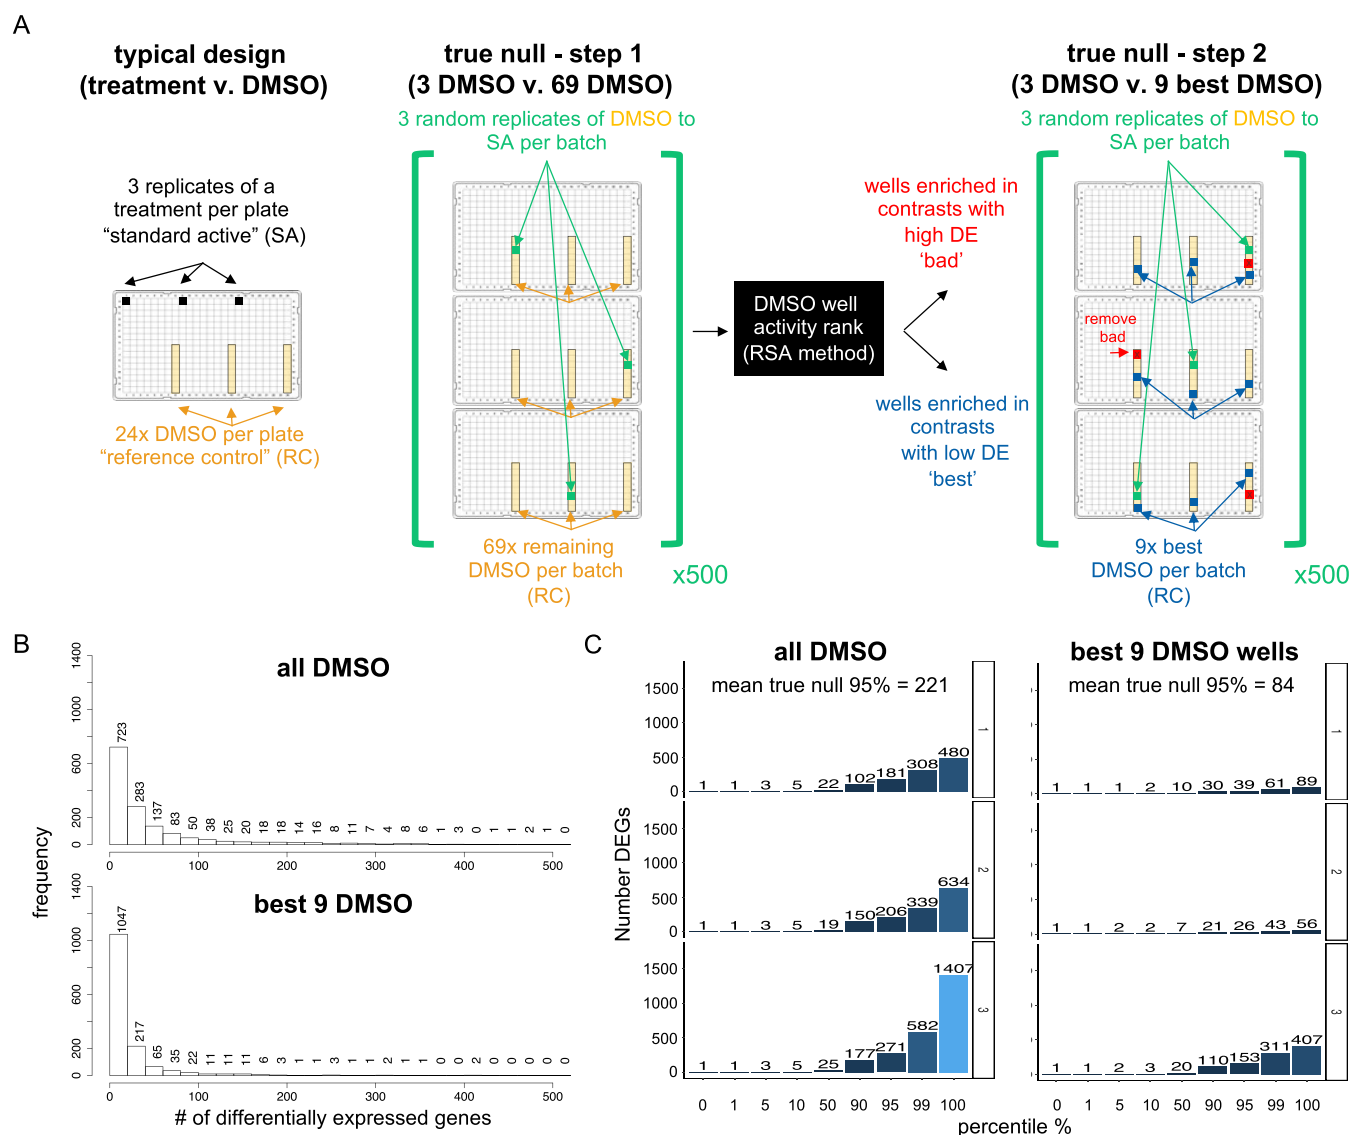 A
typical design
(treatment v. DMSO)
3 replicates of a
treatment per plate
“standard active” (SA)
24x DMSO per plate
“reference control” (RC)
true null - step 1
(3 DMSO v. 69 DMSO)
3 random replicates of DMSO to
SA per batch
69x remaining
DMSO per batch
(RC)
x500
DMSO well
activity rank
(RSA method)
wells enriched in
contrasts with
high DE
‘bad’
wells enriched in
contrasts
with low DE
‘best’
true null - step 2
(3 DMSO v. 9 best DMSO)
3 random replicates of DMSO to
SA per batch
remove
bad
9x best
DMSO per batch
(RC)
x500
B
all DMSO
1400
1000
600
200
0
723 283 137 83 50 38 25 20 18 18 14 16 8 11 7 4 8 6 1 3 0 1 1 2 1 0
0 100 200 300 400 500
frequency
best 9 DMSO
1400
1000
600
200
0
1047 217 65 35 22 11 11 11 6 3 1 1 3 1 1 2 1 1 0 0 2 0 0 0 0 0
0 100 200 300 400 500
# of differentially expressed genes
C
all DMSO
mean true null 95% = 221
Number DEGs
1500
1000
500
0
1 1 3 5 22 102 181 308 480
1
1500
1000
500
0
1 1 3 5 19 150 206 339 634
2
1500
1000
500
0
1 1 3 5 25 177 271 582 1407
3
0 1 5 10 50 90 95 99 100
best 9 DMSO wells
mean true null 95% = 84
1 1 1 2 10 30 39 61 89
1
1 1 2 2 7 21 26 43 56
2
1 1 2 3 20 110 153 311 407
3
0 1 5 10 50 90 95 99 100
percentile %